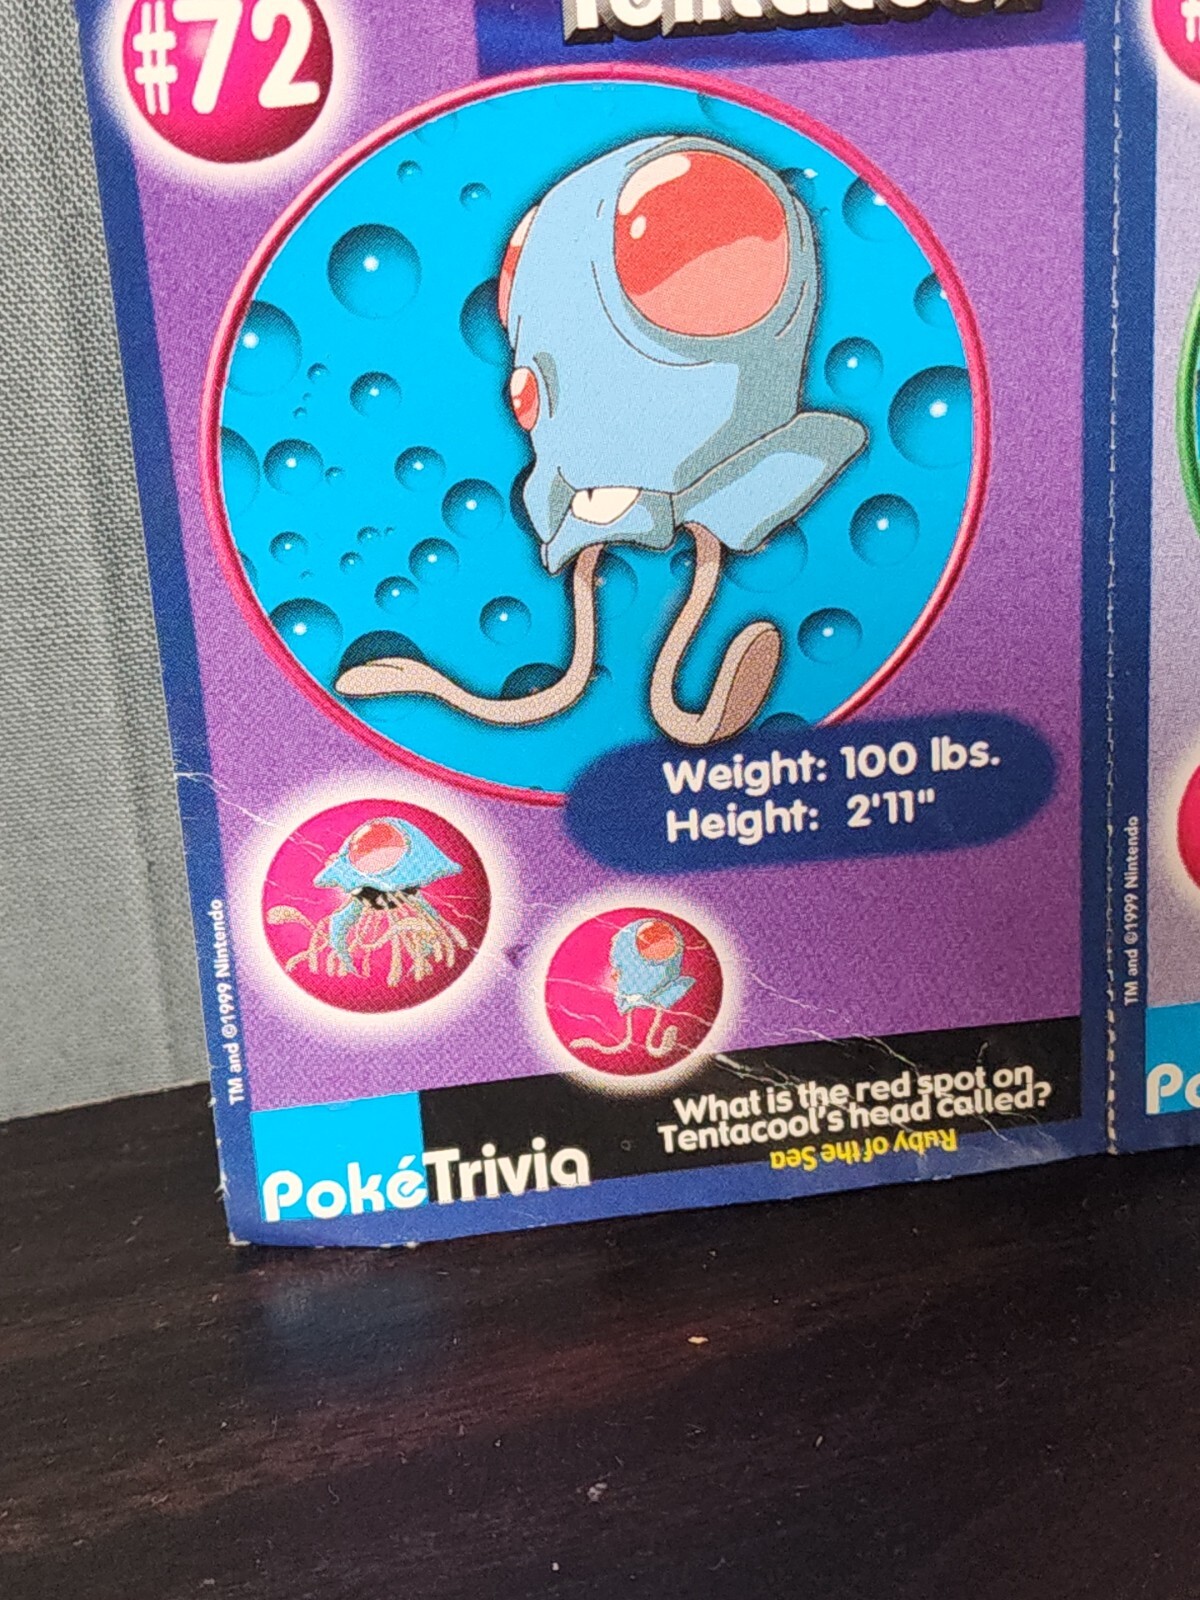 #72
Tentacool
Weight: 100 lbs.
Height: 2'11"
TM and ©1999 Nintendo
TM and ©1999 Nintendo
What is the red spot on
Tentacool's head called?
Ruby of the Sea
PokéTrivia